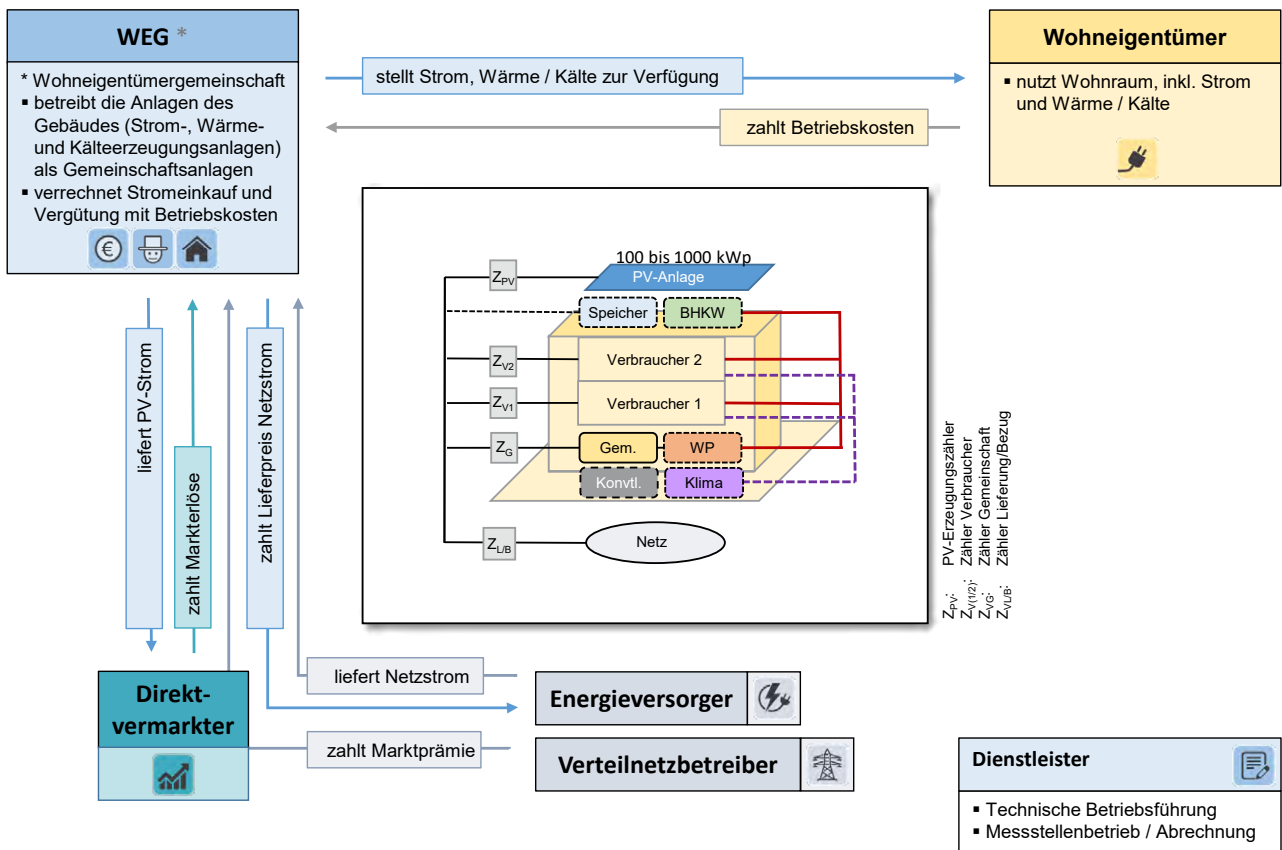 WEG *
* Wohneigentümergemeinschaft
▪ betreibt die Anlagen des
Gebäudes (Strom-, Wärme-
und Kälteerzeugungsanlagen)
als Gemeinschaftsanlagen
▪ verrechnet Stromeinkauf und
Vergütung mit Betriebskosten
€
stellt Strom, Wärme / Kälte zur Verfügung
zahlt Betriebskosten
Wohneigentümer
▪ nutzt Wohnraum, inkl. Strom
und Wärme / Kälte
100 bis 1000 kWp
ZPV
PV-Anlage
Speicher
BHKW
ZV2
Verbraucher 2
ZV1
Verbraucher 1
ZG
Gem.
WP
Konvtl.
Klima
ZL/B
Netz
ZPV: PV-Erzeugungszähler
ZV(1/2): Zähler Verbraucher
ZVG: Zähler Gemeinschaft
ZVL/B: Zähler Lieferung/Bezug
liefert PV-Strom
zahlt Markterlöse
zahlt Lieferpreis Netzstrom
liefert Netzstrom
Direkt-
vermarkter
Energieversorger
zahlt Marktprämie
Verteilnetzbetreiber
Dienstleister
▪ Technische Betriebsführung
▪ Messstellenbetrieb / Abrechnung